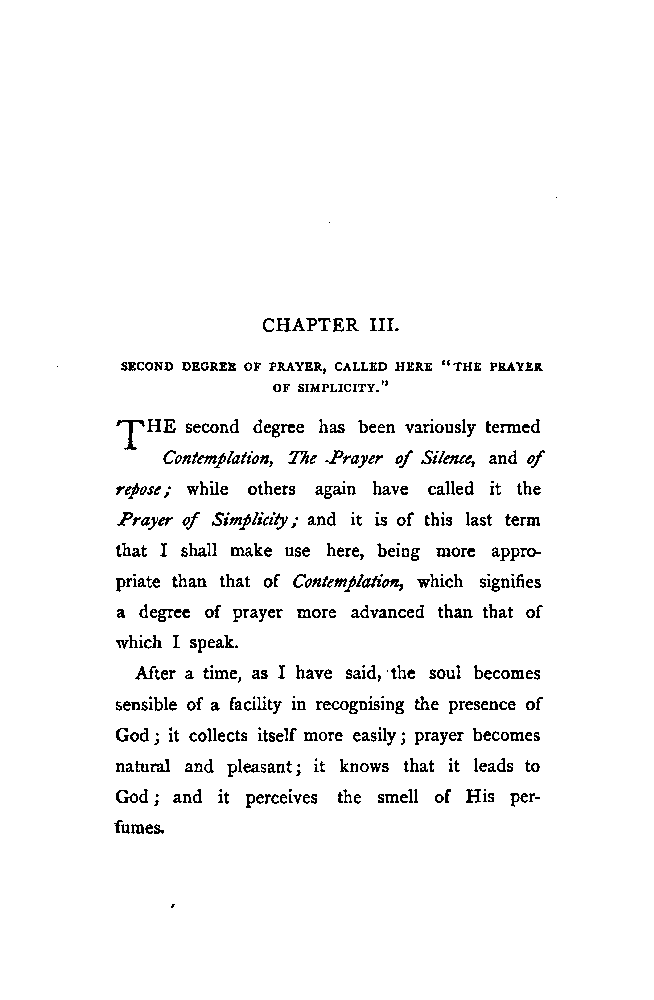 CHAPTER III.
SECOND DEGREE OF PRAYER, CALLED HERE "THE PRAYER
OF SIMPLICITY."
THE second degree has been variously termed
Contemplation, The Prayer of Silence, and of
repose; while others again have called it the
Prayer of Simplicity; and it is of this last term
that I shall make use here, being more appro-
priate than that of Contemplation, which signifies
a degree of prayer more advanced than that of
which I speak.
After a time, as I have said, the soul becomes
sensible of a facility in recognising the presence of
God; it collects itself more easily; prayer becomes
natural and pleasant; it knows that it leads to
God; and it perceives the smell of His per-
fumes.